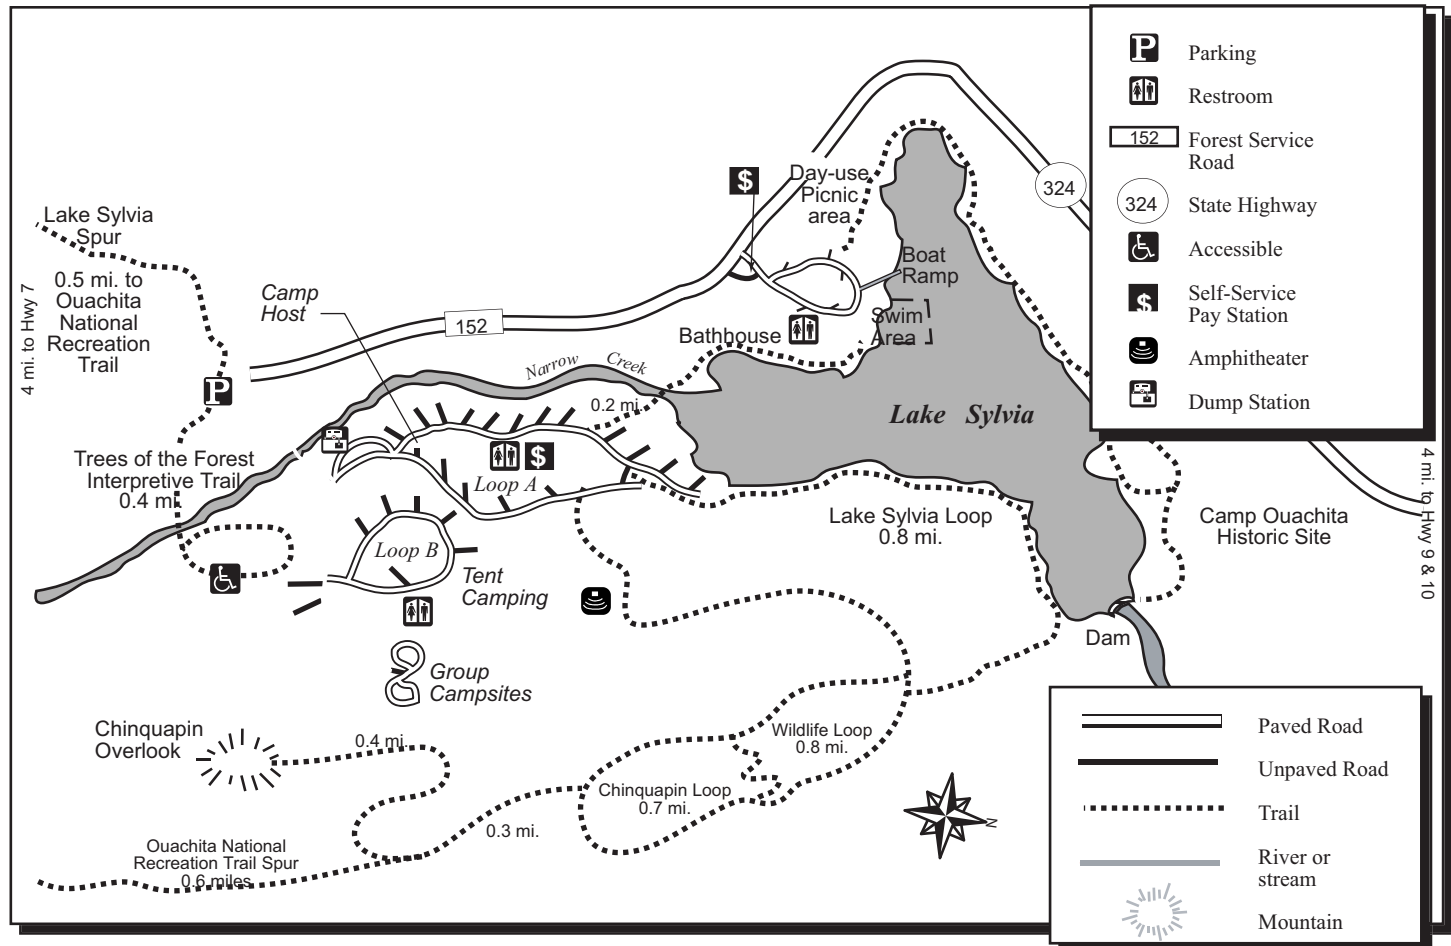 P
Parking
Restroom
152
Forest Service
Road
324
State Highway
Accessible
$
Self-Service
Pay Station
Amphitheater
Dump Station
324
$
Day-use
Picnic
area
Lake Sylvia
Spur
0.5 mi. to
Ouachita
National
Recreation
Trail
4 mi. to Hwy 7
Camp
Host
152
Boat
Ramp
Swim
Area
Bathhouse
Narrow Creek
P
0.2 mi.
Lake Sylvia
Trees of the Forest
Interpretive Trail
0.4 mi.
$
Loop A
Lake Sylvia Loop
0.8 mi.
Camp Ouachita
Historic Site
4 mi. to Hwy 9 & 10
Loop B
Tent
Camping
Dam
Group
Campsites
Chinquapin
Overlook
0.4 mi.
Wildlife Loop
0.8 mi.
Chinquapin Loop
0.7 mi.
0.3 mi.
N
Ouachita National
Recreation Trail Spur
0.6 miles
Paved Road
Unpaved Road
Trail
River or
stream
Mountain